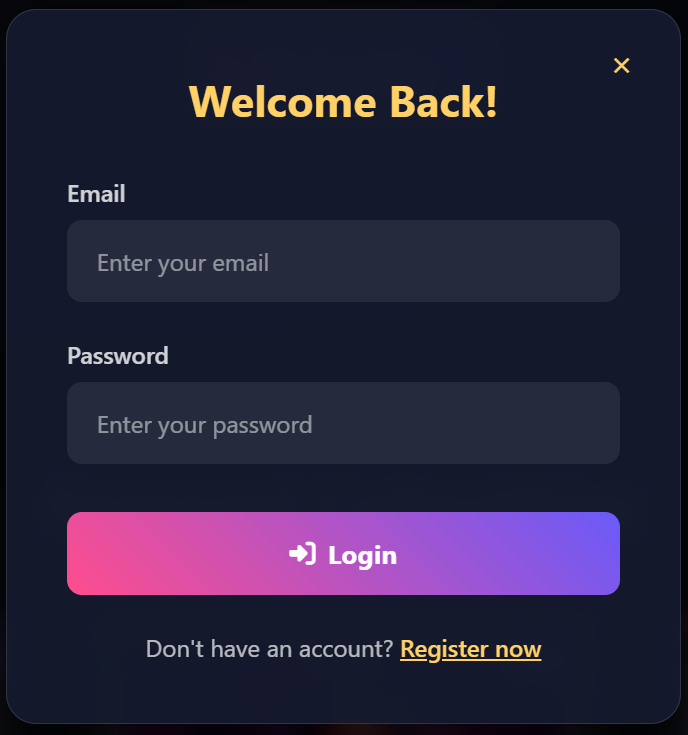 Welcome Back!
Email
Enter your email
Password
Enter your password
Login
Don't have an account? Register now